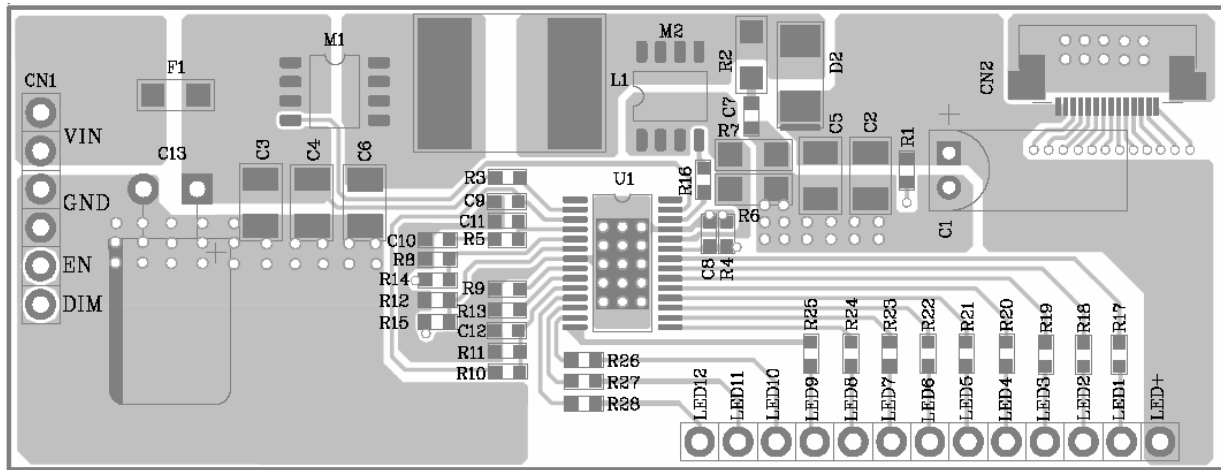 M1
M2
R2
D2
CN2
F1
L1
CN1
C7
C5
C2
R1
VIN
R7
C13
C3
C4
C6
R3
U1
R16
GND
C9
C11
R6
C1
C10
R5
R8
C8
R4
EN
R14
R9
DIM
R12
R13
R15
C12
R25
R24
R23
R22
R21
R20
R19
R18
R17
R11
R26
R10
R27
R28
LED12
LED11
LED10
LED9
LED8
LED7
LED6
LED5
LED4
LED3
LED2
LED1
LED+